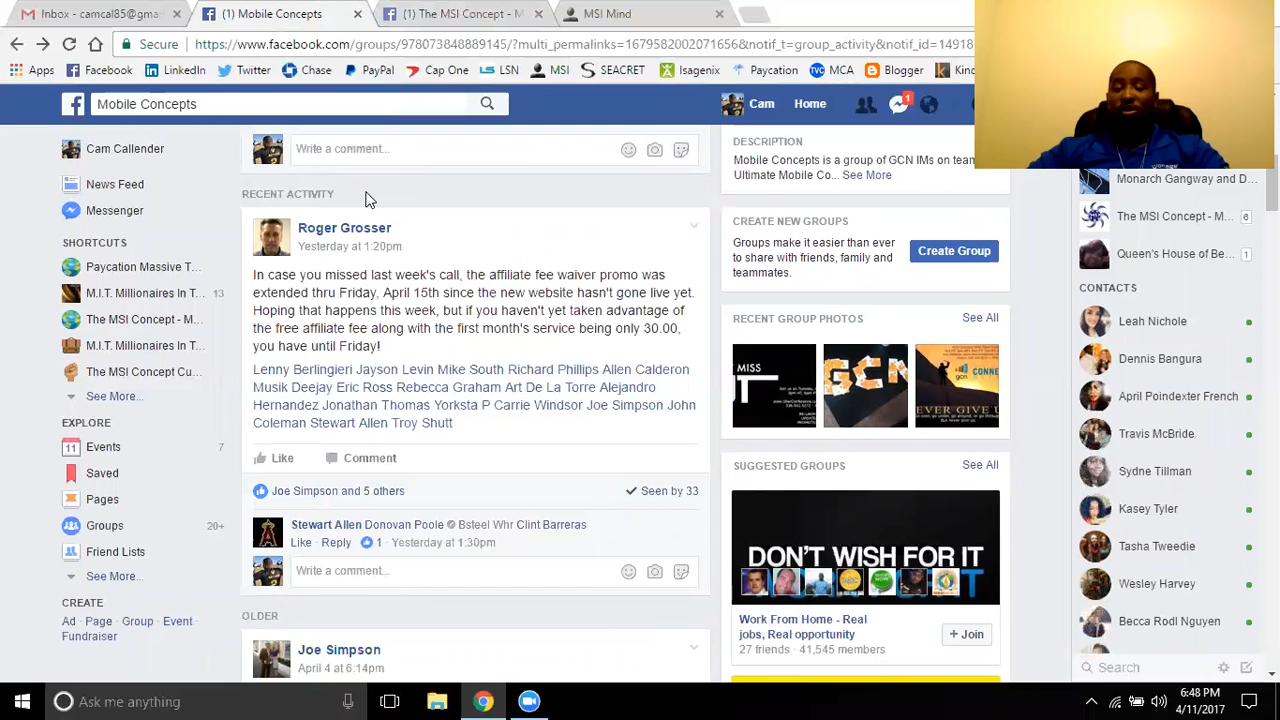 Inbox - camcal85@gma
(1) Mobile Concepts
(1) The MSI Concept - M
MSI Mind
Secure
https://www.facebook.com/groups/978073848889145/?multi_permalinks=1679582002071656&notif_t=group_activity&notif_id=14918
Apps
Facebook
LinkedIn
Twitter
Chase
PayPal
Cap One
LSN
MSI
SEACRET
Isagenix
Paycation
MCA
Blogger
Kind
Mobile Concepts
Cam
Home
1
Cam Callender
News Feed
Messenger
SHORTCUTS
Paycation Massive T...
M.I.T. Millionaires In T... 13
The MSI Concept - M...
M.I.T. Millionaires In T...
The MSI Concept Cu...
See More...
EXPLORE
Events 7
Saved
Pages
Groups 20+
Friend Lists
See More...
CREATE
Ad · Page · Group · Event ·
Fundraiser
Write a comment...
RECENT ACTIVITY
Roger Grosser
Yesterday at 1:20pm
In case you missed last week's call, the affiliate fee waiver promo was
extended thru Friday, April 15th since the new website hasn't gone live yet.
Hoping that happens this week, but if you haven't yet taken advantage of
the free affiliate fee along with the first month's service being only 30.00,
you have until Friday!
Lenny Berlingieri Jayson Levin Mike South Richard Phillips Allen Calderon
Musik Deejay Eric Ross Rebecca Graham Art De La Torre Alejandro
Hernandez Jonathan Thomas Yorksta P Carrie Windsor Joe Simpson John
Coleman Stewart Allen Troy Shutt
Like
Comment
Joe Simpson and 5 others
Seen by 33
Stewart Allen Donovan Poole Bsteel Whr Clint Barreras
Like · Reply · 1 · Yesterday at 1:30pm
Write a comment...
OLDER
Joe Simpson
April 4 at 6:14pm
DESCRIPTION
Mobile Concepts is a group of GCN IMs on team
Ultimate Mobile Co... See More
CREATE NEW GROUPS
Groups make it easier than ever
to share with friends, family and
teammates.
Create Group
RECENT GROUP PHOTOS
See All
MISS
GCN
gcn
CONNE
EVER GIVE U
SUGGESTED GROUPS
See All
DON'T WISH FOR IT
Work From Home - Real
jobs, Real opportunity
27 friends · 41,545 members
+ Join
Monarch Gangway and D...
The MSI Concept - M... 6
Queen's House of Be... 1
CONTACTS
Leah Nichole
Dennis Bangura
April Poindexter French
Travis McBride
Sydne Tillman
Kasey Tyler
Tasha Tweedie
Wesley Harvey
Becca Rodl Nguyen
Search
Ask me anything
6:48 PM
4/11/2017